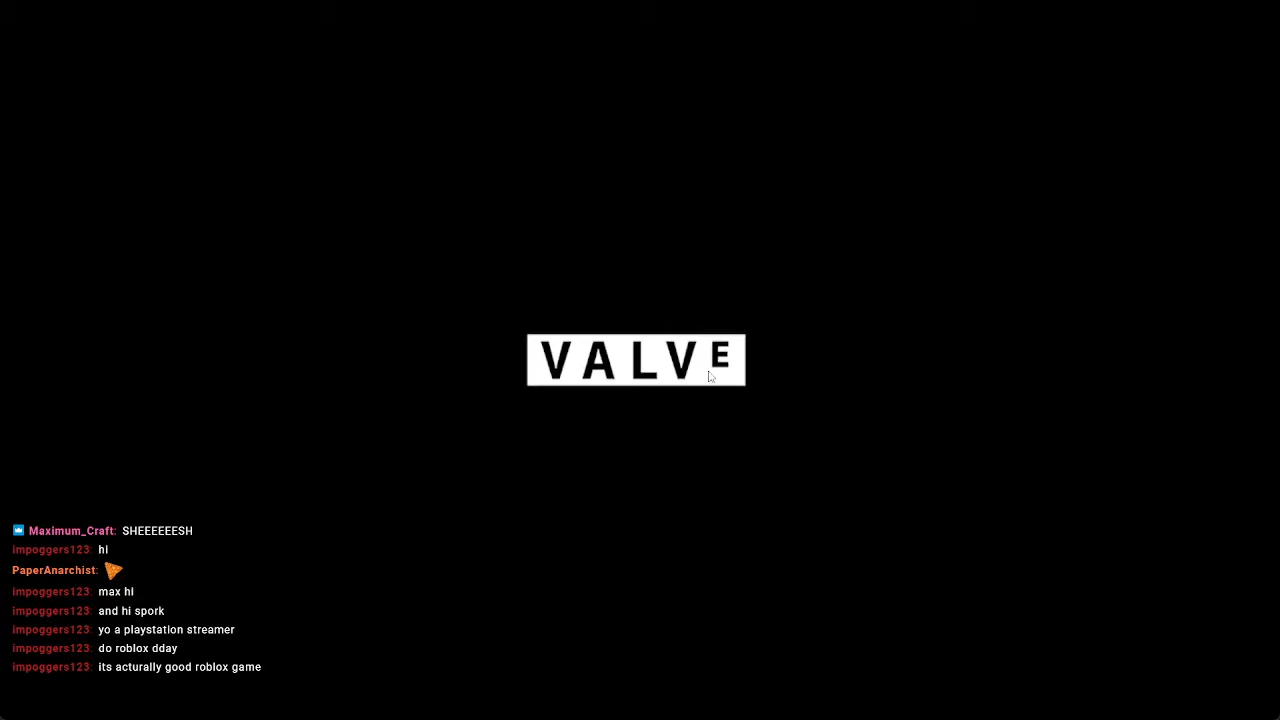 VALVE
Maximum_Craft: SHEEEEEESH
impoggers123: hi
PaperAnarchist:
impoggers123: max hi
impoggers123: and hi spork
impoggers123: yo a playstation streamer
impoggers123: do roblox dday
impoggers123: its acturally good roblox game